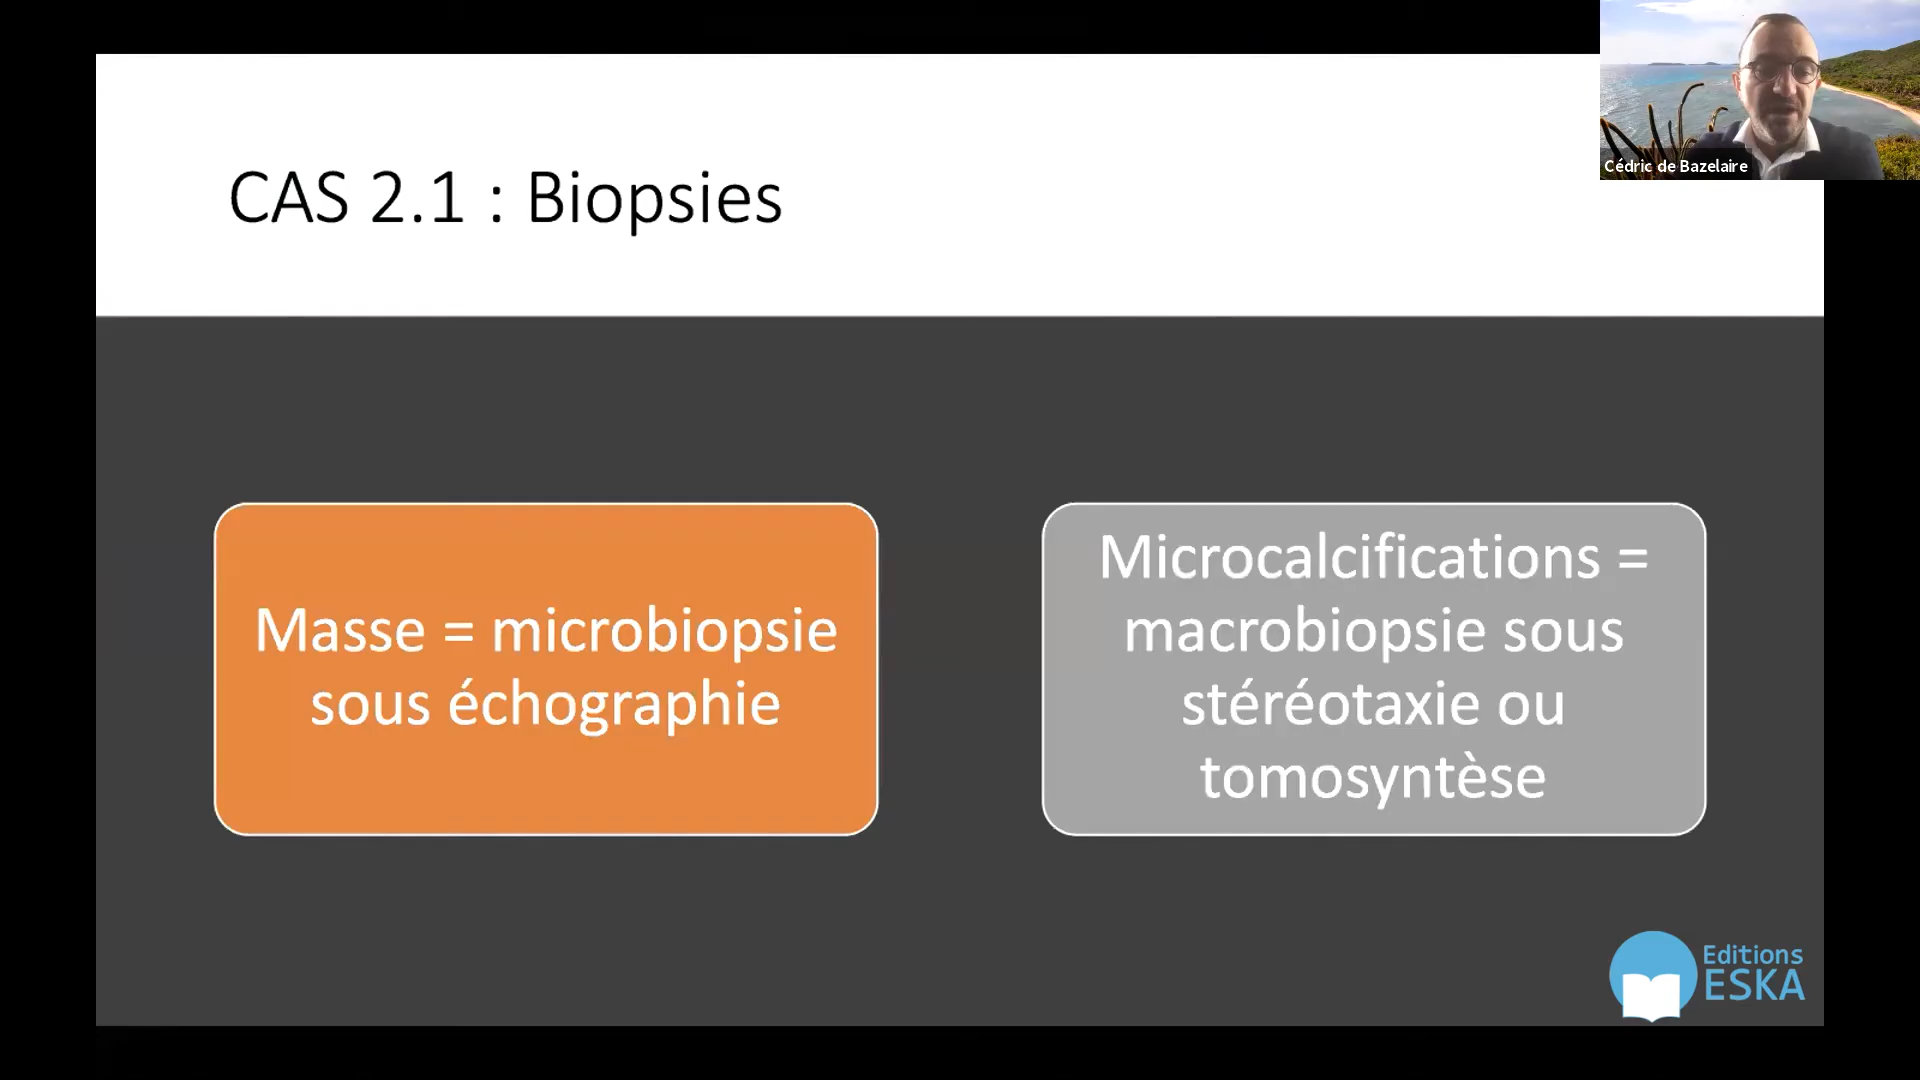 Cédric de Bazelaire
CAS 2.1 : Biopsies
Masse = microbiopsie
sous échographie
Microcalcifications =
macrobiopsie sous
stéréotaxie ou
tomosyntèse
Editions
ESKA